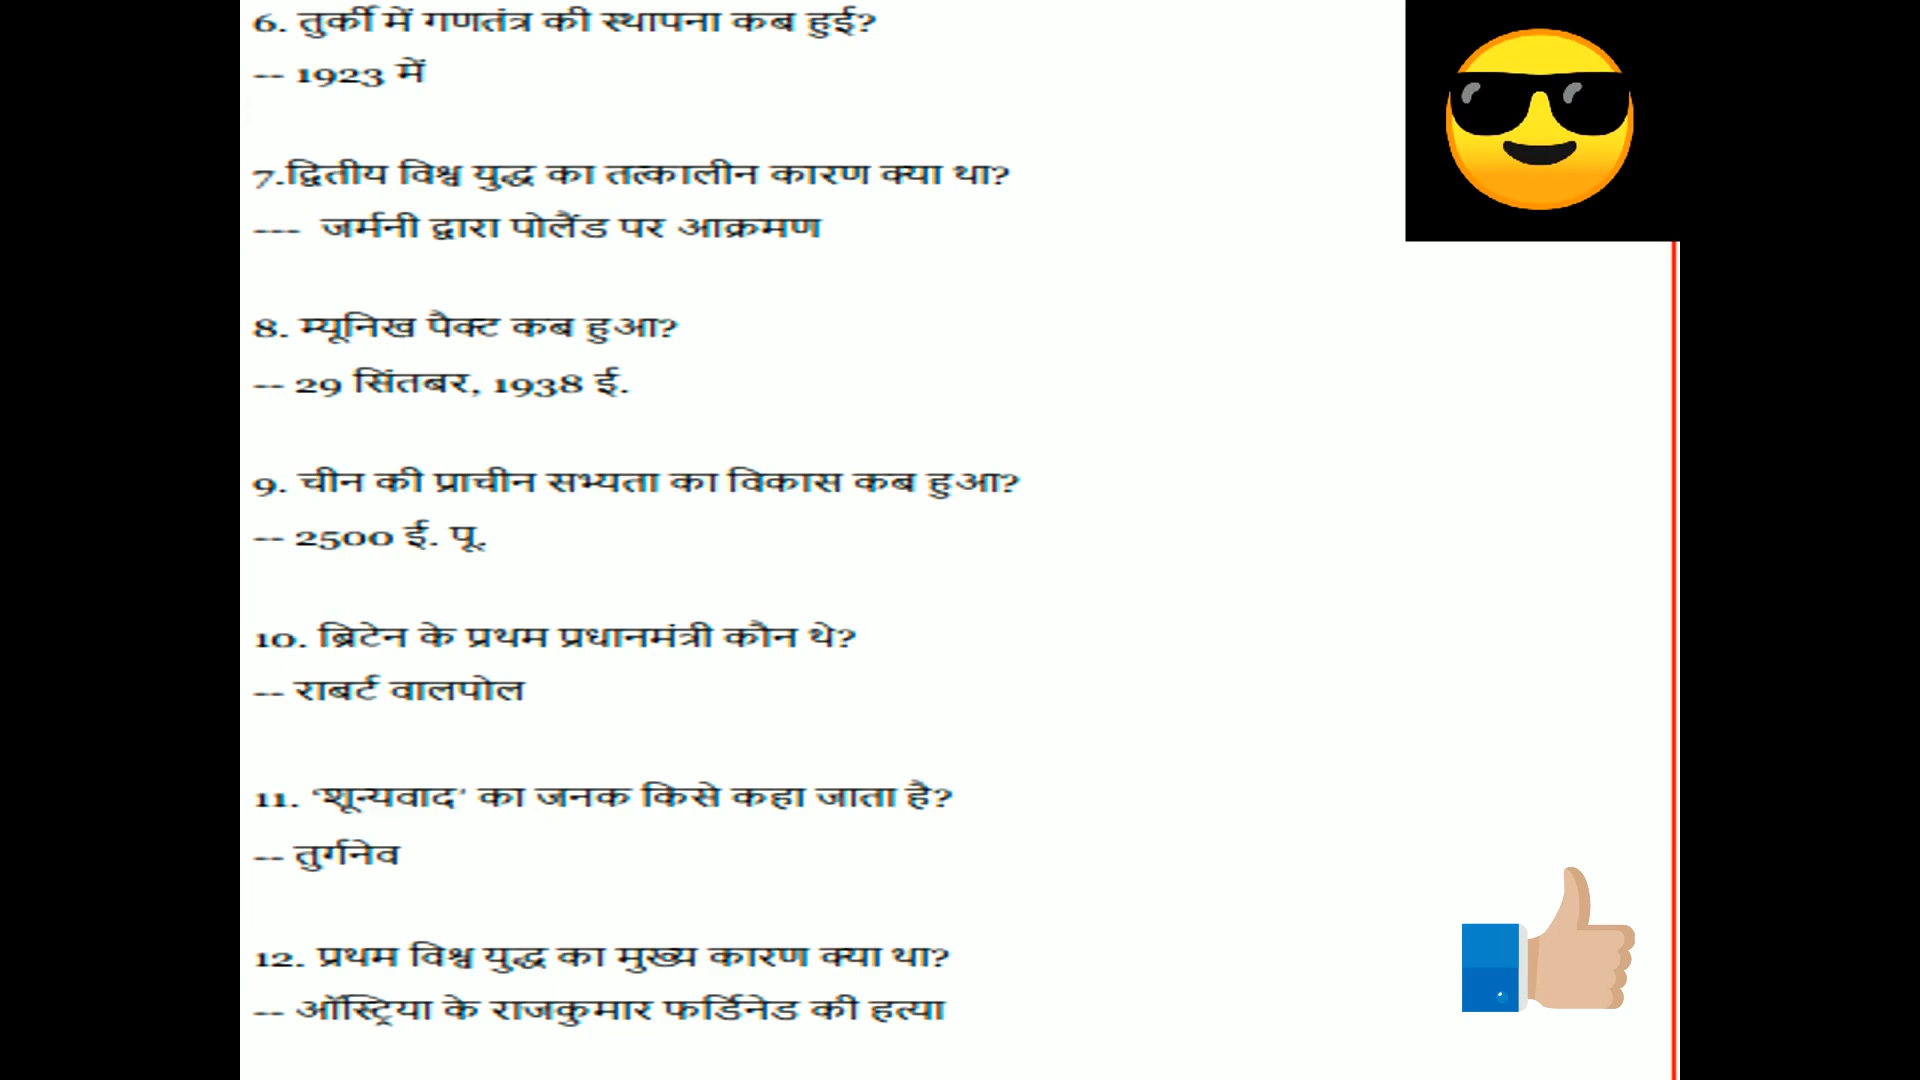 6. तुर्की में गणतंत्र की स्थापना कब हुई?
-- 1923 में
7.द्वितीय विश्व युद्ध का तत्कालीन कारण क्या था?
--- जर्मनी द्वारा पोलैंड पर आक्रमण
8. म्यूनिख पैक्ट कब हुआ?
-- 29 सिंतबर, 1938 ई.
9. चीन की प्राचीन सभ्यता का विकास कब हुआ?
-- 2500 ई. पू.
10. ब्रिटेन के प्रथम प्रधानमंत्री कौन थे?
-- राबर्ट वालपोल
11. ‘शून्यवाद’ का जनक किसे कहा जाता है?
-- तुर्गनेव
12. प्रथम विश्व युद्ध का मुख्य कारण क्या था?
-- ऑस्ट्रिया के राजकुमार फर्डिनेड की हत्या